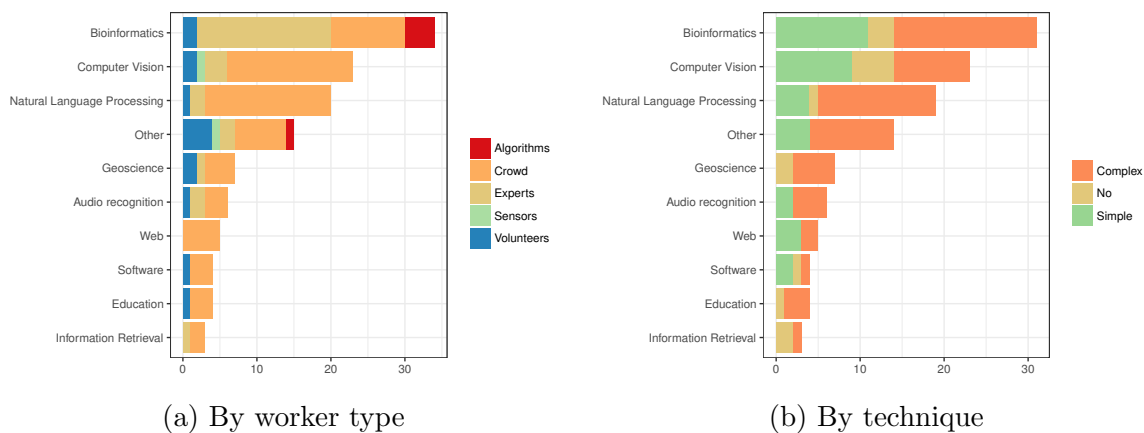 Bioinformatics
Computer Vision
Natural Language Processing
Other
Geoscience
Audio recognition
Web
Software
Education
Information Retrieval
0 10 20 30
Algorithms
Crowd
Experts
Sensors
Volunteers
(a) By worker type
Bioinformatics
Computer Vision
Natural Language Processing
Other
Geoscience
Audio recognition
Web
Software
Education
Information Retrieval
0 10 20 30
Complex
No
Simple
(b) By technique